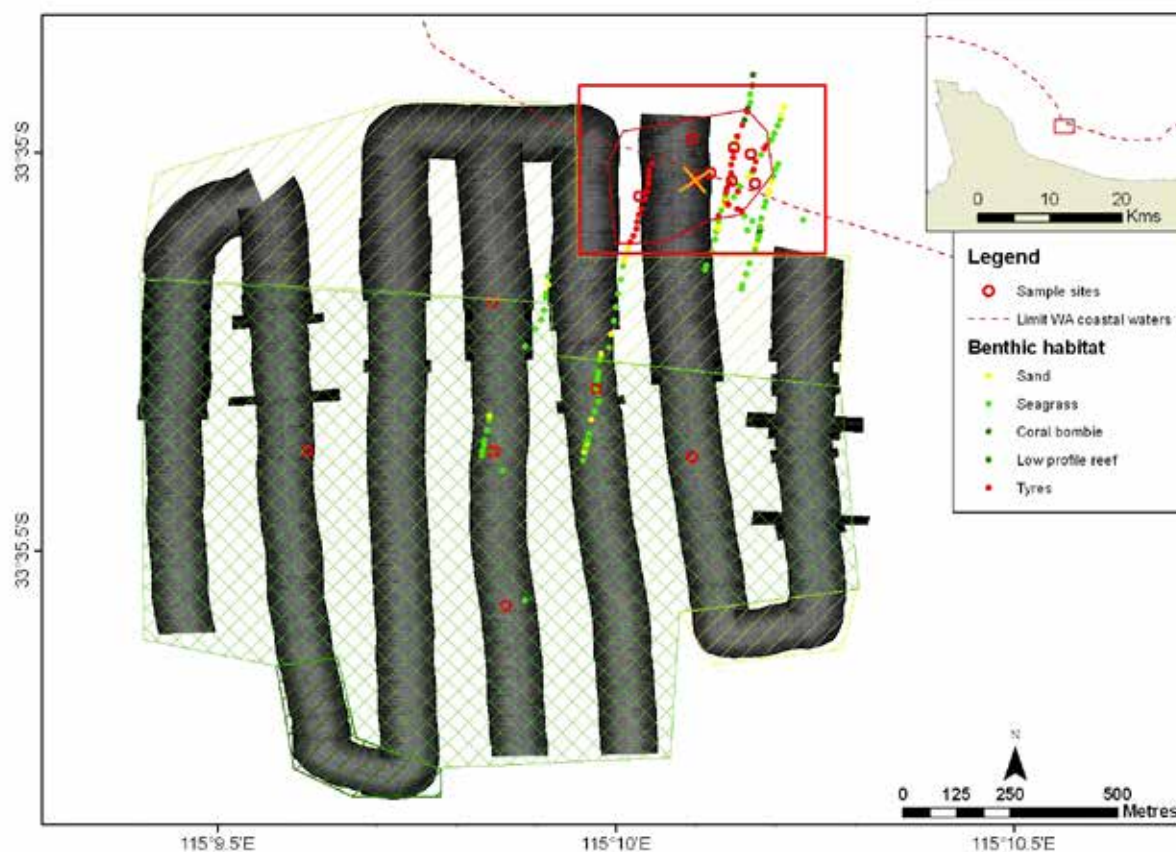 0 10 20
Kms
Legend
Sample sites
Limit WA coastal waters
Benthic habitat
Sand
Seagrass
Coral bombie
Low profile reef
Tyres
33°35'S
33°35.5'S
N
0 125 250 500
Metres
115°9.5'E 115°10'E 115°10.5'E